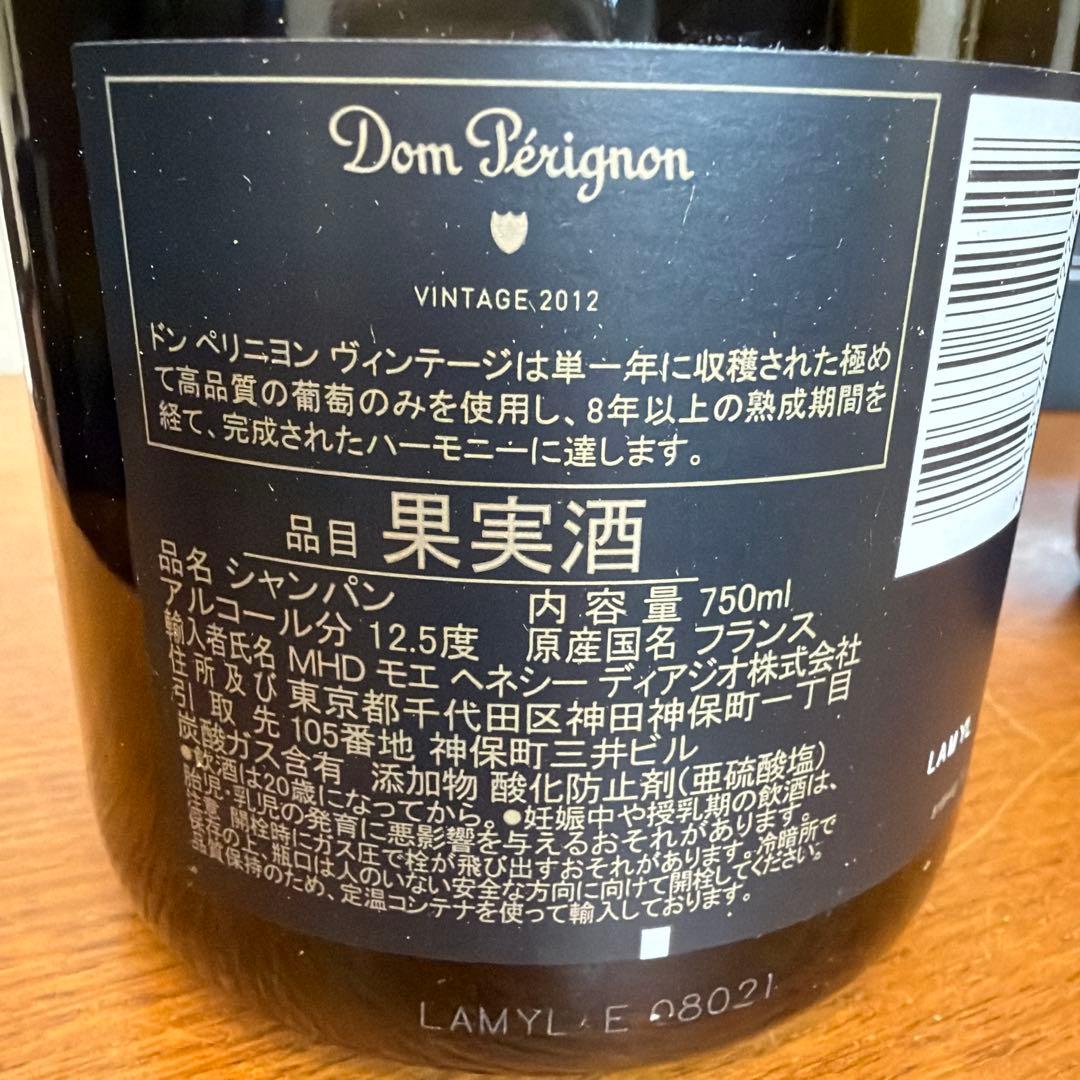 Dom Pérignon
VINTAGE 2012
ドン ペリニヨン ヴィンテージは単一年に収穫された極め
て高品質の葡萄のみを使用し、8年以上の熟成期間を
経て、完成されたハーモニーに達します。
品目 果実酒
品名 シャンパン 内容量 750ml
アルコール分 12.5度 原産国名 フランス
輸入者氏名 MHD モエ ヘネシー ディアジオ株式会社
住所及び 東京都千代田区神田神保町一丁目
引取先 105番地 神保町三井ビル
炭酸ガス含有 添加物 酸化防止剤(亜硫酸塩)
●飲酒は20歳になってから。●妊娠中や授乳期の飲酒は、
胎児・乳児の発育に悪影響を与えるおそれがあります。
注意 開栓時にガス圧で栓が飛び出すおそれがあります。冷暗所で
保存の上、瓶口は人のいない安全な方向に向けて開栓してください。
品質保持のため、定温コンテナを使って輸入しております。
LAMYL
LAMYL E 08021